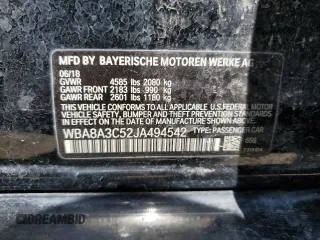 MFD BY BAYERISCHE MOTOREN WERKE AG
06/18
GVWR 4585 lbs 2080 kg
GAWR FRONT 2183 lbs 990 kg
GAWR REAR 2601 lbs 1180 kg
THIS VEHICLE CONFORMS TO ALL APPLICABLE U.S. FEDERAL MOTOR
VEHICLE SAFETY, BUMPER, AND THEFT PREVENTION STANDARDS
IN EFFECT ON THE DATE OF MANUFACTURE SHOWN ABOVE.
WBA8A3C52JA494542 TYPE: PASSENGER CAR
668
DREAMBID